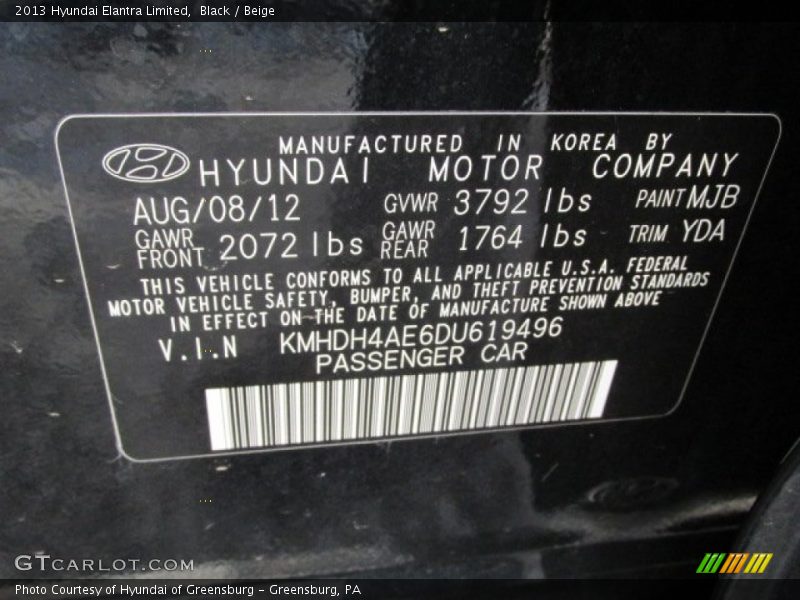 2013 Hyundai Elantra Limited,  Black / Beige
MANUFACTURED IN KOREA BY
HYUNDAI MOTOR COMPANY
AUG/08/12 GVWR 3792 lbs PAINT MJB
GAWR FRONT 2072 lbs GAWR REAR 1764 lbs TRIM YDA
THIS VEHICLE CONFORMS TO ALL APPLICABLE U.S.A. FEDERAL
MOTOR VEHICLE SAFETY, BUMPER, AND THEFT PREVENTION STANDARDS
IN EFFECT ON THE DATE OF MANUFACTURE SHOWN ABOVE
V.I.N KMHDH4AE6DU619496
PASSENGER CAR
GTCARLOT.COM
Photo Courtesy of Hyundai of Greensburg - Greensburg, PA